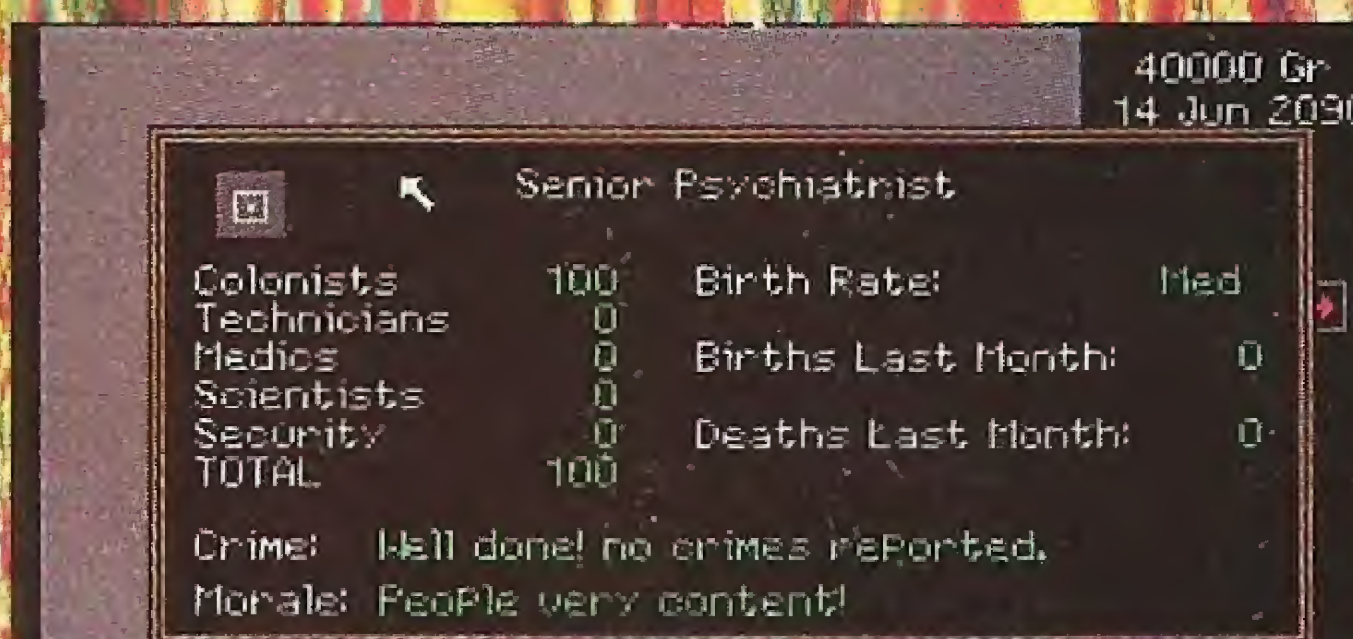 40000 Gr
14 Jun 2090
Senior Psychiatrist
Colonists 100 Birth Rate: Med
Technicians 0
Medics 0 Births Last Month: 0
Scientists 0
Security 0 Deaths Last Month: 0
TOTAL 100
Crime: Well done! no crimes rePorted.
Morale: PeoPle very content!